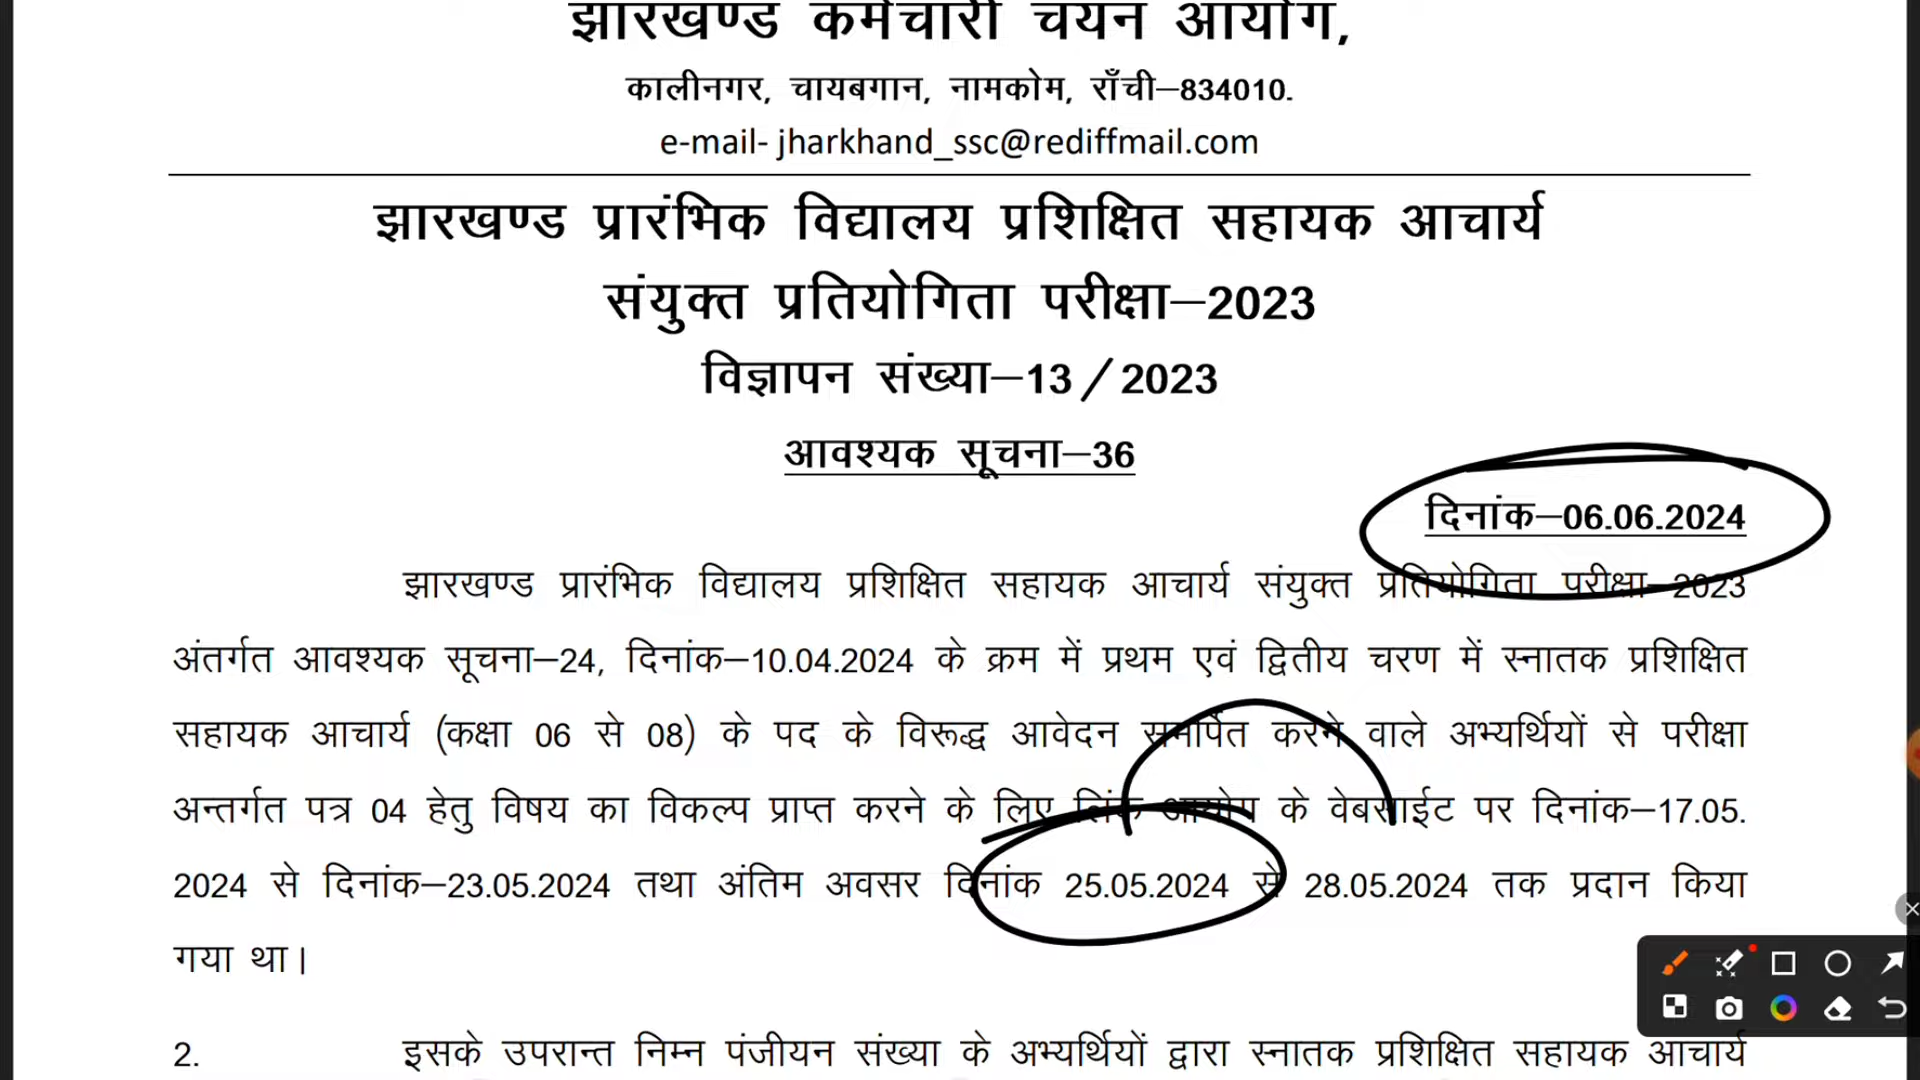 झारखण्ड कर्मचारी चयन आयोग,
कालीनगर, चायबगान, नामकोम, राँची–834010.
e-mail- jharkhand_ssc@rediffmail.com
झारखण्ड प्रारंभिक विद्यालय प्रशिक्षित सहायक आचार्य
संयुक्त प्रतियोगिता परीक्षा–2023
विज्ञापन संख्या–13/2023
आवश्यक सूचना–36
दिनांक–06.06.2024
झारखण्ड प्रारंभिक विद्यालय प्रशिक्षित सहायक आचार्य संयुक्त प्रतियोगिता परीक्षा–2023
अंतर्गत आवश्यक सूचना–24, दिनांक–10.04.2024 के क्रम में प्रथम एवं द्वितीय चरण में स्नातक प्रशिक्षित
सहायक आचार्य (कक्षा 06 से 08) के पद के विरूद्ध आवेदन समर्पित करने वाले अभ्यर्थियों से परीक्षा
अन्तर्गत पत्र 04 हेतु विषय का विकल्प प्राप्त करने के लिए लिंक आयोग के वेबसाईट पर दिनांक–17.05.
2024 से दिनांक–23.05.2024 तथा अंतिम अवसर दिनांक 25.05.2024 से 28.05.2024 तक प्रदान किया
गया था।
2. इसके उपरान्त निम्न पंजीयन संख्या के अभ्यर्थियों द्वारा स्नातक प्रशिक्षित सहायक आचार्य